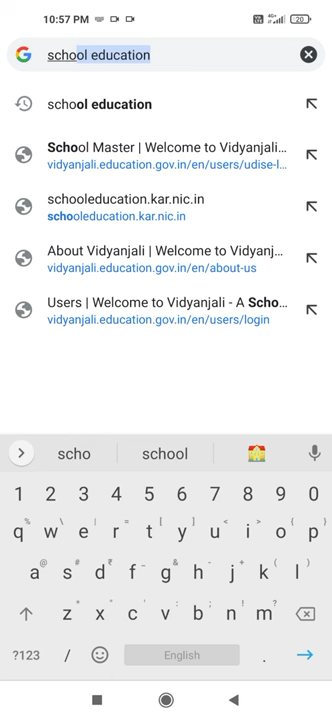 10:57 PM
4G+
20
school education
school education
School Master | Welcome to Vidyanjali...
vidyanjali.education.gov.in/en/users/udise-l...
schooleducation.kar.nic.in
schooleducation.kar.nic.in
About Vidyanjali | Welcome to Vidyanj...
vidyanjali.education.gov.in/en/about-us
Users | Welcome to Vidyanjali - A Scho...
vidyanjali.education.gov.in/en/users/login
scho school
1 2 3 4 5 6 7 8 9 0
q w e r t y u i o p
a s d f g h j k l
z x c v b n m
?123 / English .